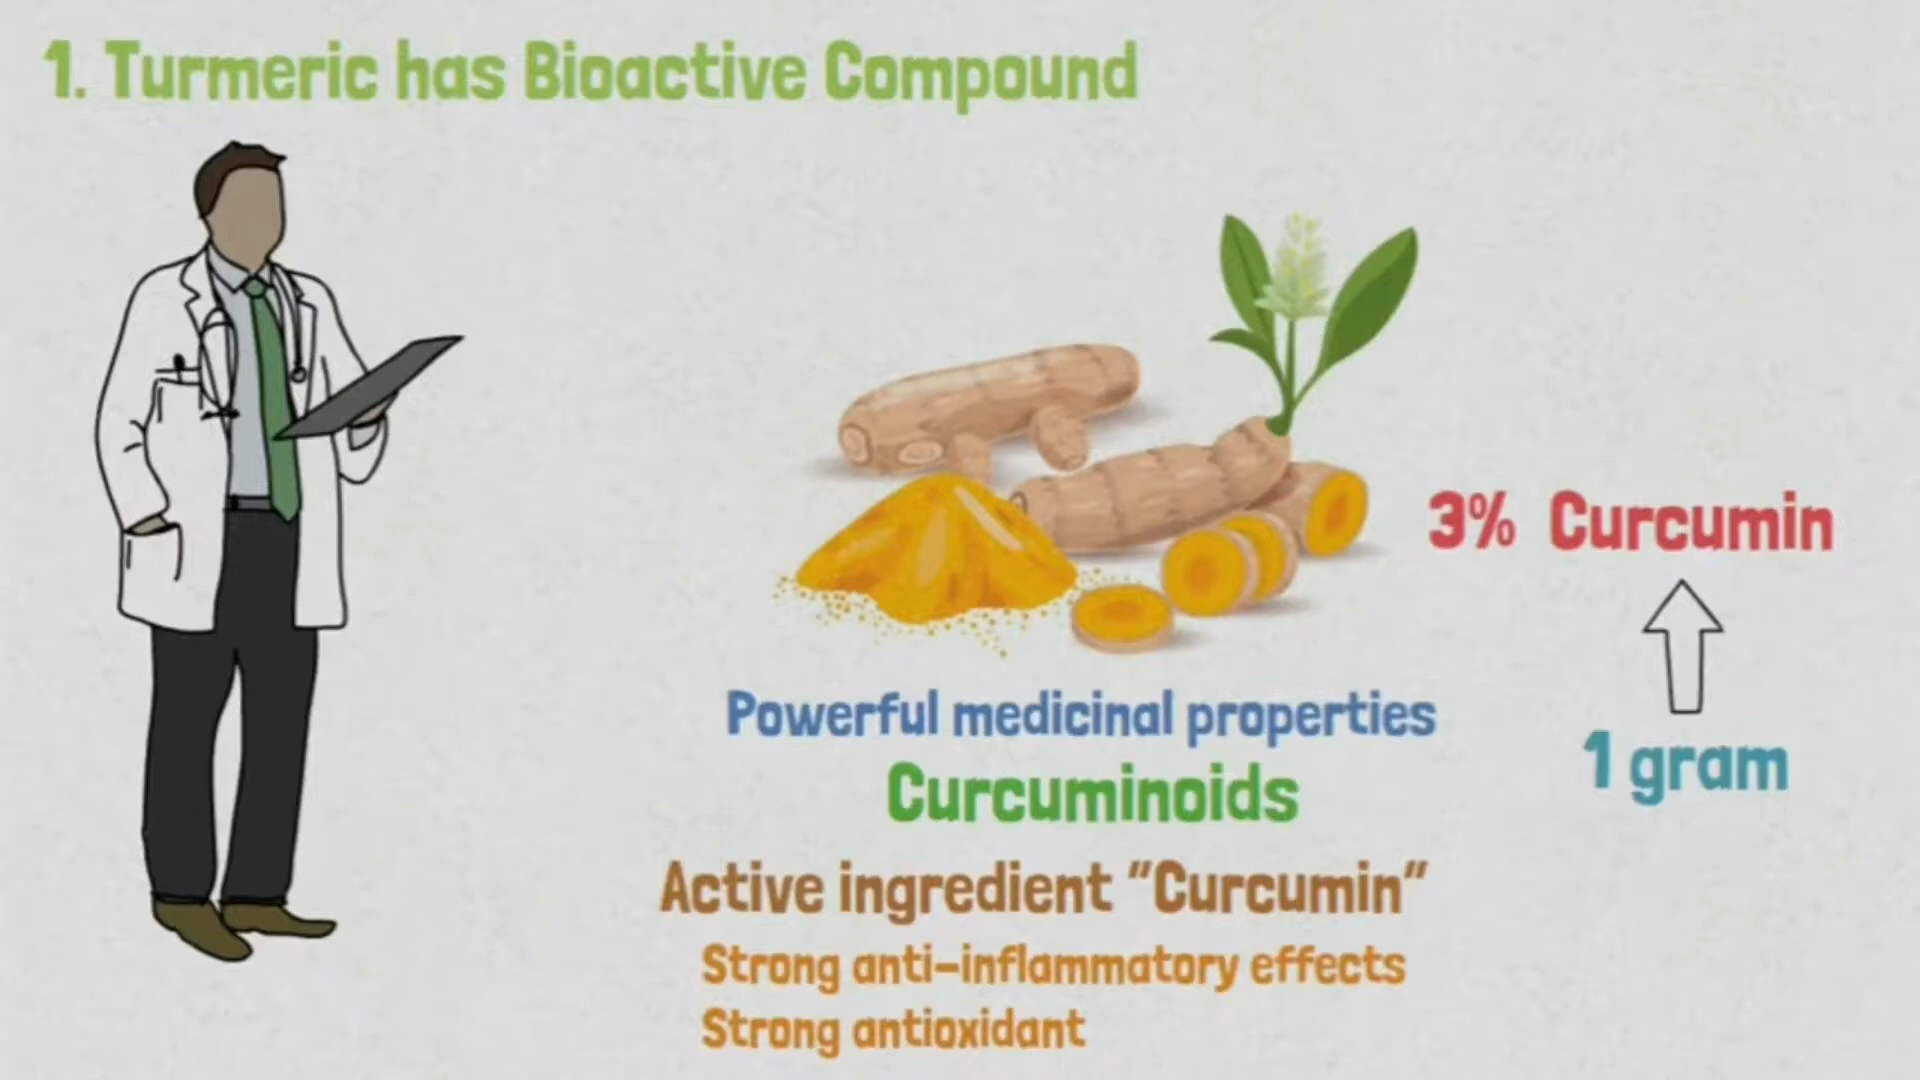 1. Turmeric has Bioactive Compound
3% Curcumin
1 gram
Powerful medicinal properties
Curcuminoids
Active ingredient "Curcumin"
Strong anti-inflammatory effects
Strong antioxidant